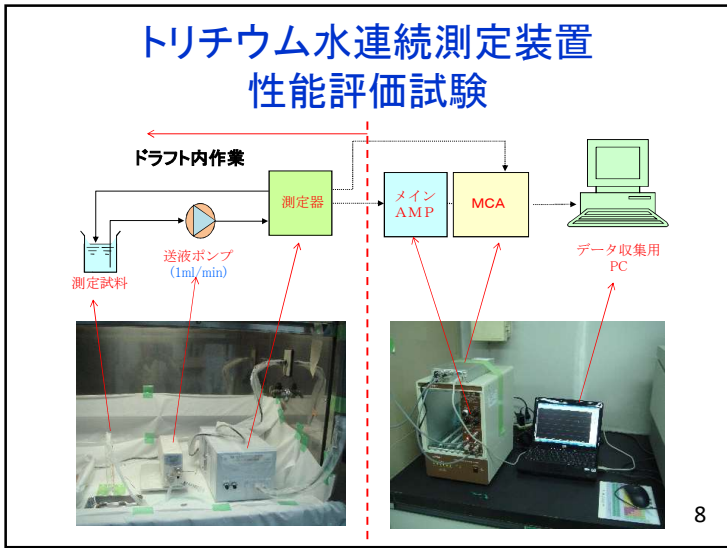 トリチウム水連続測定装置
性能評価試験
ドラフト内作業
測定器
メイン
AMP
MCA
送液ポンプ
(1ml/min)
測定試料
データ収集用
PC
8